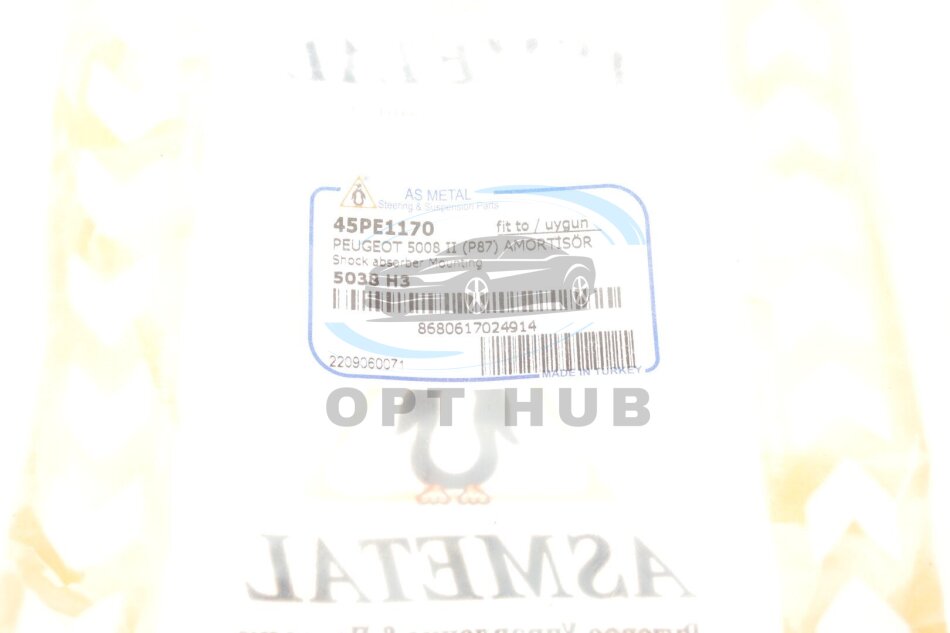 AS METAL
Steering & Suspension Parts
45PE1170 fit to / uygun
PEUGEOT 5008 II (P87) AMORTİSÖR
Shock absorber Mounting
5038 H3
8680617024914
2209060071
MADE IN TURKEY
OPT HUB
ASMETAL